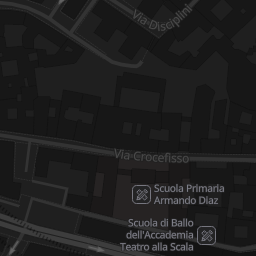 Via Disciplini
Via Crocefisso
Scuola Primaria
Armando Diaz
Scuola di Ballo
dell'Accademia
Teatro alla Scala